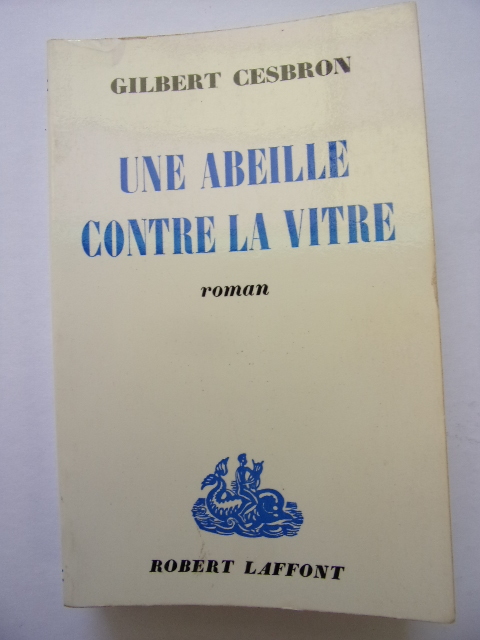 GILBERT CESBRON
UNE ABEILLE
CONTRE LA VITRE
roman
ROBERT LAFFONT